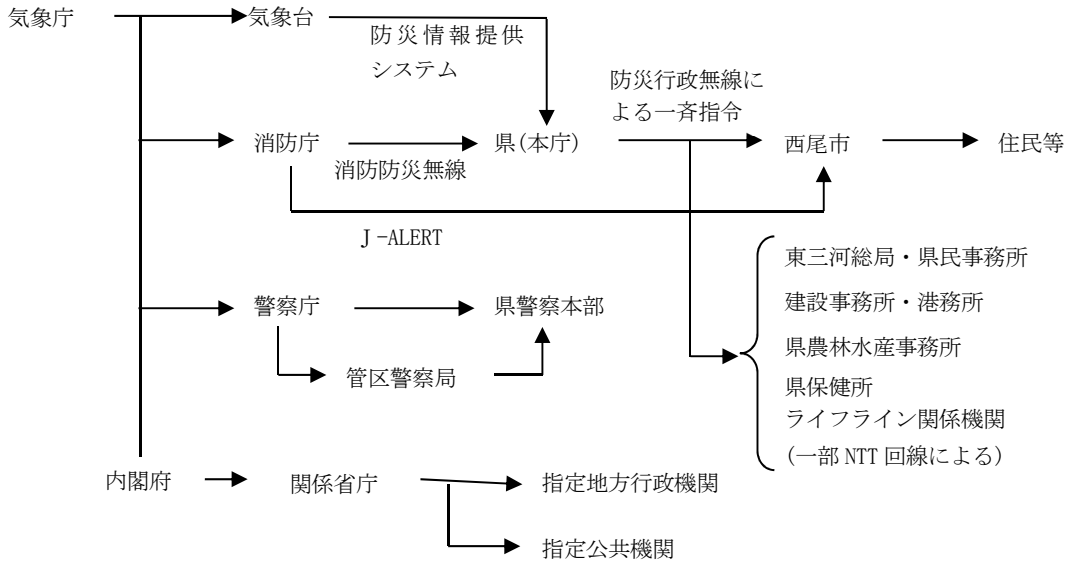 気象庁
気象台
防災情報提供
システム
防災行政無線に
よる一斉指令
消防庁
消防防災無線
県(本庁)
西尾市
住民等
J-ALERT
東三河総局・県民事務所
建設事務所・港務所
県農林水産事務所
県保健所
ライフライン関係機関
(一部 NTT 回線による)
警察庁
県警察本部
管区警察局
内閣府
関係省庁
指定地方行政機関
指定公共機関